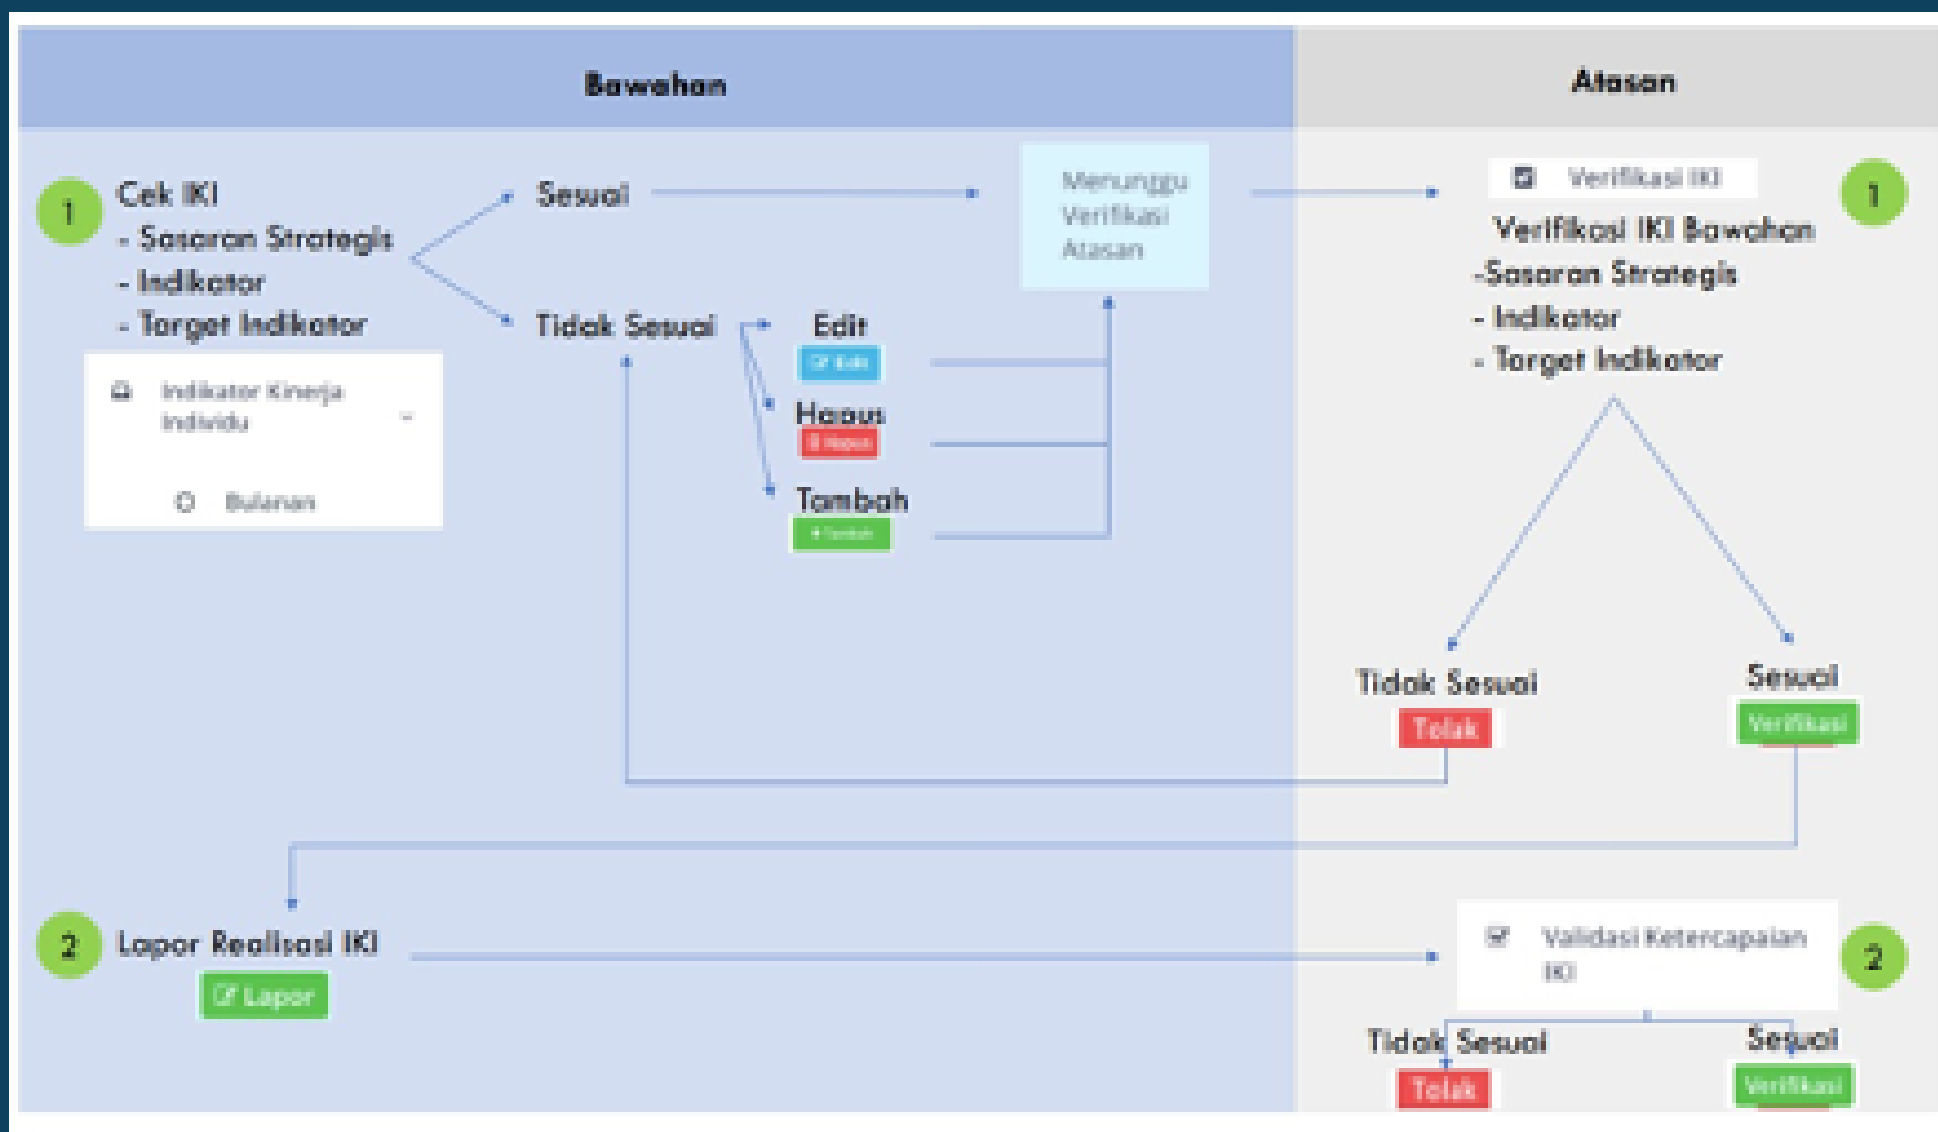 Bawahan
Atasan
1
Cek IKI
- Sasaran Strategis
- Indikator
- Target Indikator
Indikator Kinerja
Individu
Bulanan
Sesuai
Tidak Sesuai
Edit
Edit
Hapus
Hapus
Tambah
+ Tambah
Menunggu
Verifikasi
Atasan
Verifikasi IKI
1
Verifikasi IKI Bawahan
-Sasaran Strategis
- Indikator
- Target Indikator
Tidak Sesuai
Tolak
Sesuai
Verifikasi
2
Lapor Realisasi IKI
Lapor
Validasi Ketercapaian
IKI
2
Tidak Sesuai
Tolak
Sesuai
Verifikasi